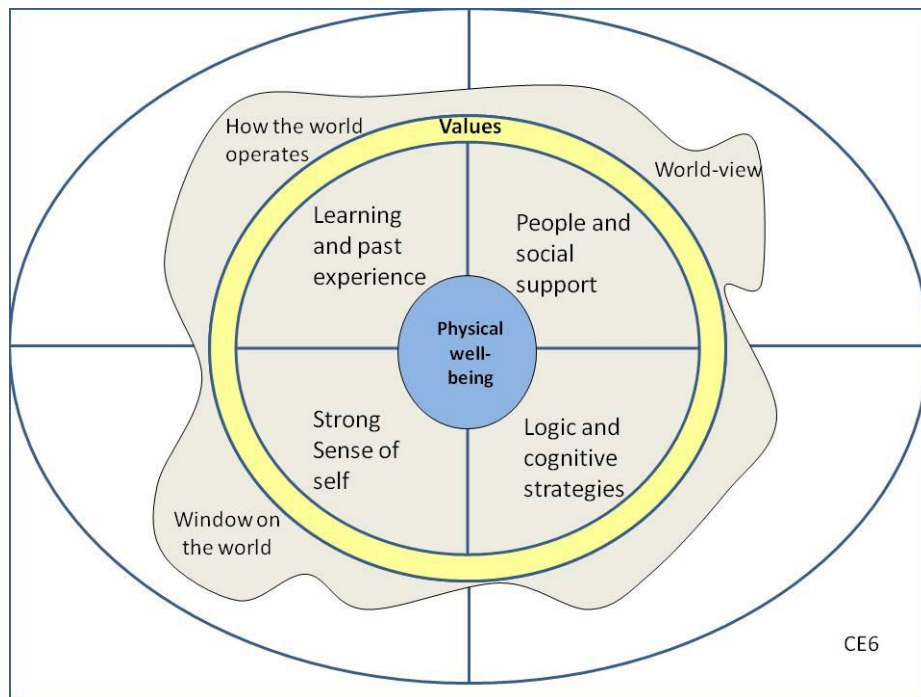 How the world
operates
Values
World-view
Learning
and past
experience
People and
social
support
Physical
well-
being
Strong
Sense of
self
Logic and
cognitive
strategies
Window on
the world
CE6